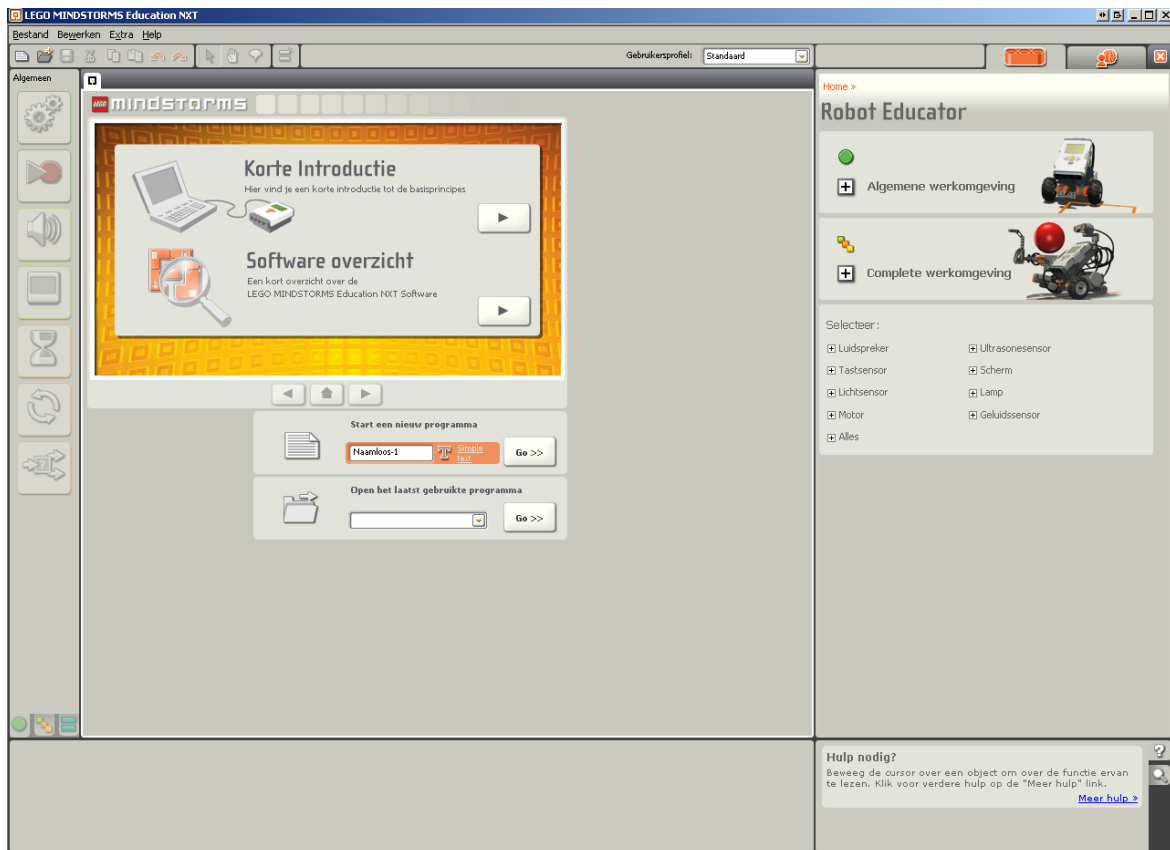 LEGO MINDSTORMS Education NXT
Bestand Bewerken Extra Help
Gebruikersprofiel: Standaard
Algemeen
LEGO mindstorms
Korte Introductie
Hier vind je een korte introductie tot de basisprincipes
Software overzicht
Een kort overzicht over de
LEGO MINDSTORMS Education NXT Software
Start een nieuw programma
Naamloos-1
T
Simple
text
Go >>
Open het laatst gebruikte programma
Go >>
Home »
Robot Educator
Algemene werkomgeving
Complete werkomgeving
Selecteer:
Luidspreker
Ultrasonesensor
Tastsensor
Scherm
Lichtsensor
Lamp
Motor
Geluidssensor
Alles
Hulp nodig?
Beweeg de cursor over een object om over de functie ervan
te lezen. Klik voor verdere hulp op de "Meer hulp" link.
Meer hulp »
?